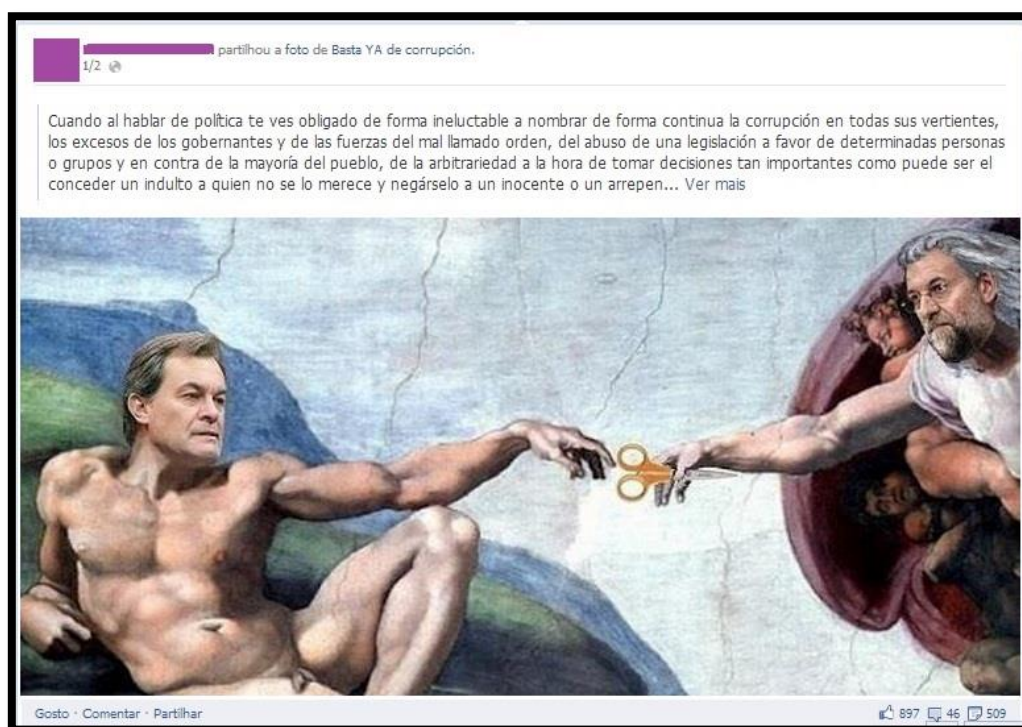 partilhou a foto de Basta YA de corrupción.
1/2
Cuando al hablar de política te ves obligado de forma ineluctable a nombrar de forma continua la corrupción en todas sus vertientes,
los excesos de los gobernantes y de las fuerzas del mal llamado orden, del abuso de una legislación a favor de determinadas personas
o grupos y en contra de la mayoría del pueblo, de la arbitrariedad a la hora de tomar decisiones tan importantes como puede ser el
conceder un indulto a quien no se lo merece y negárselo a un inocente o un arrepen... Ver mais
Gosto · Comentar · Partilhar 897 46 509